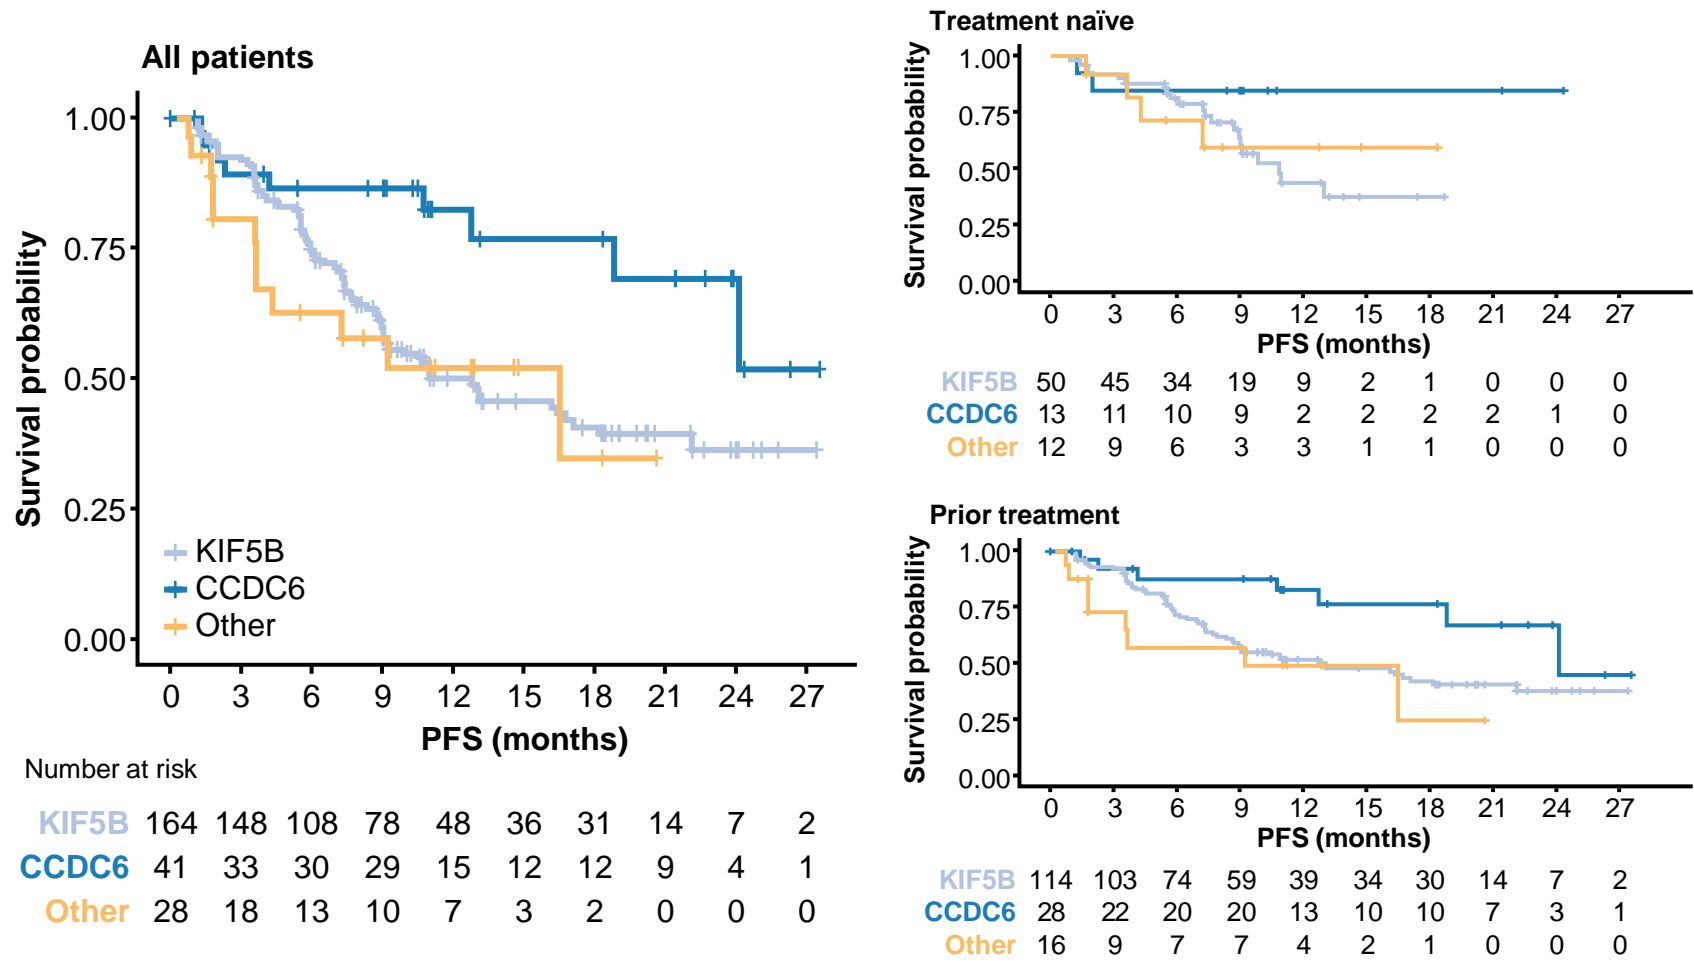 All patients
Survival probability
1.00
0.75
0.50
0.25
0.00
KIF5B
CCDC6
Other
0 3 6 9 12 15 18 21 24 27
PFS (months)
Number at risk
KIF5B 164 148 108 78 48 36 31 14 7 2
CCDC6 41 33 30 29 15 12 12 9 4 1
Other 28 18 13 10 7 3 2 0 0 0
Treatment naïve
Survival probability
1.00
0.75
0.50
0.25
0.00
0 3 6 9 12 15 18 21 24 27
PFS (months)
KIF5B 50 45 34 19 9 2 1 0 0 0
CCDC6 13 11 10 9 2 2 2 2 1 0
Other 12 9 6 3 3 1 1 0 0 0
Prior treatment
Survival probability
1.00
0.75
0.50
0.25
0.00
0 3 6 9 12 15 18 21 24 27
PFS (months)
KIF5B 114 103 74 59 39 34 30 14 7 2
CCDC6 28 22 20 20 13 10 10 7 3 1
Other 16 9 7 7 4 2 1 0 0 0